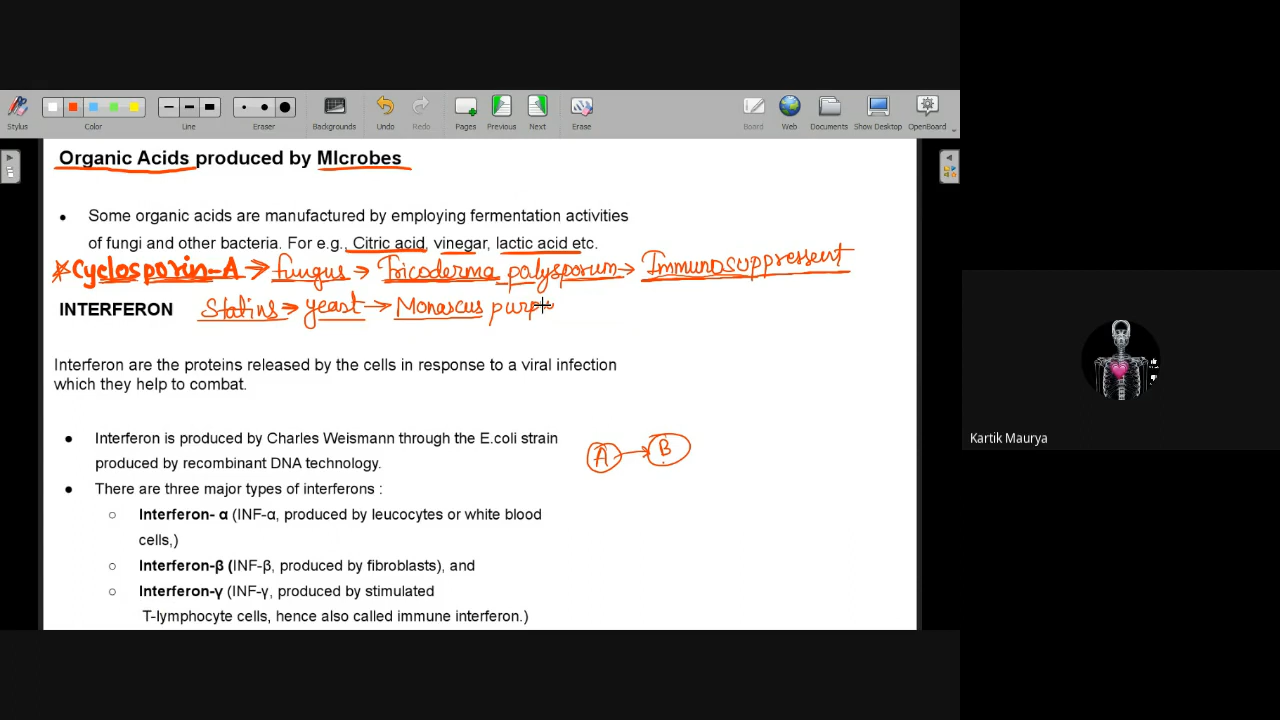 Stylus
Color
Line
Eraser
Backgrounds
Undo
Redo
Pages
Previous
Next
Erase
Board
Web
Documents
Show Desktop
OpenBoard
Organic Acids produced by MIcrobes
• Some organic acids are manufactured by employing fermentation activities
of fungi and other bacteria. For e.g., Citric acid, vinegar, lactic acid etc.
*Cyclosporin-A → fungus → Tricoderma polysporum → Immunosuppressent
INTERFERON Statins → yeast → Monascus purp
Interferon are the proteins released by the cells in response to a viral infection
which they help to combat.
• Interferon is produced by Charles Weismann through the E.coli strain
produced by recombinant DNA technology.
A → B
• There are three major types of interferons :
○ Interferon- α (INF-α, produced by leucocytes or white blood
cells,)
○ Interferon-β (INF-β, produced by fibroblasts), and
○ Interferon-γ (INF-γ, produced by stimulated
T-lymphocyte cells, hence also called immune interferon.)
Kartik Maurya